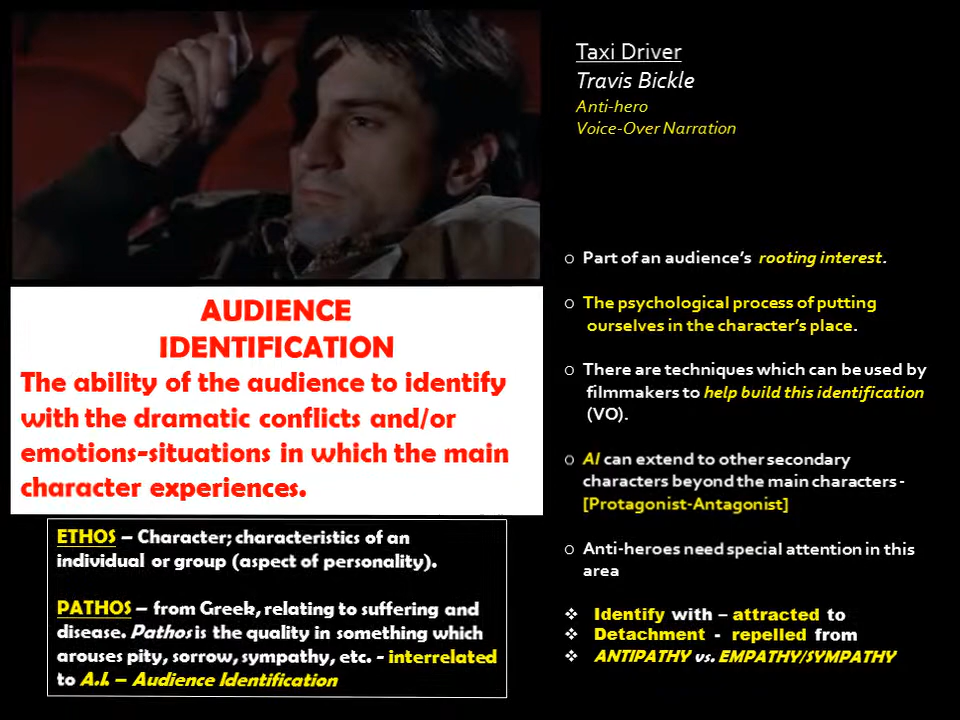 Taxi Driver
Travis Bickle
Anti-hero
Voice-Over Narration
AUDIENCE
IDENTIFICATION
The ability of the audience to identify
with the dramatic conflicts and/or
emotions-situations in which the main
character experiences.
ETHOS – Character; characteristics of an
individual or group (aspect of personality).
PATHOS – from Greek, relating to suffering and
disease. Pathos is the quality in something which
arouses pity, sorrow, sympathy, etc. - interrelated
to A.I. – Audience Identification
o Part of an audience's rooting interest.
o The psychological process of putting
ourselves in the character's place.
o There are techniques which can be used by
filmmakers to help build this identification
(VO).
o AI can extend to other secondary
characters beyond the main characters -
[Protagonist-Antagonist]
o Anti-heroes need special attention in this
area
❖ Identify with – attracted to
❖ Detachment - repelled from
❖ ANTIPATHY vs. EMPATHY/SYMPATHY